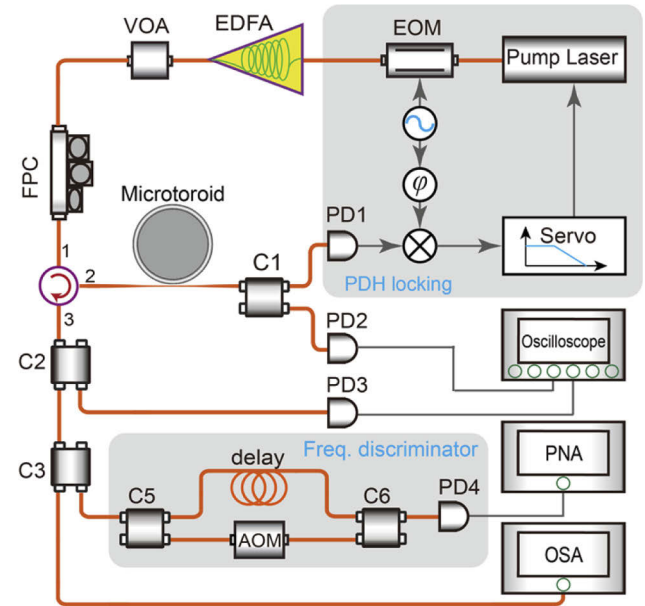 VOA
EDFA
EOM
Pump Laser
FPC
φ
Microtoroid
PD1
Servo
1
2
3
C1
PDH locking
PD2
Oscilloscope
C2
PD3
Freq. discriminator
PNA
C3
delay
C5
C6
PD4
AOM
OSA